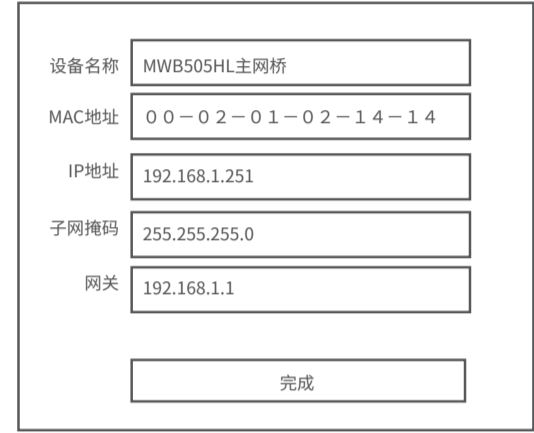 设备名称 MWB505HL主网桥
MAC地址 ００－０２－０１－０２－１４－１４
IP地址 192.168.1.251
子网掩码 255.255.255.0
网关 192.168.1.1
完成